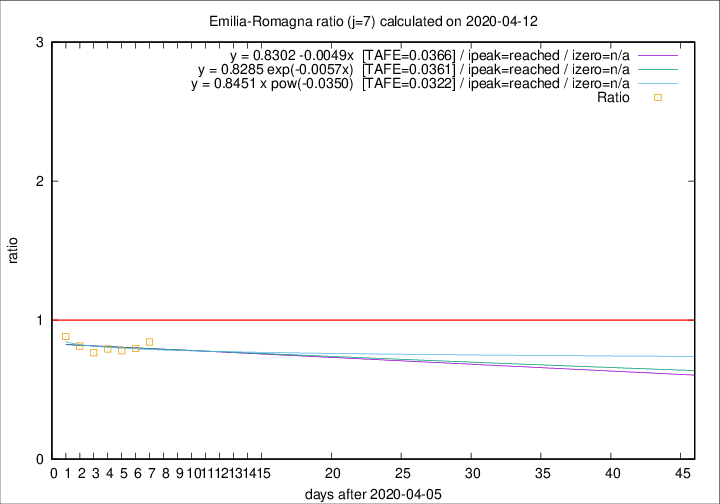 Emilia-Romagna ratio (j=7) calculated on 2020-04-12
y = 0.8302 -0.0049x [TAFE=0.0366] / ipeak=reached / izero=n/a
y = 0.8285 exp(-0.0057x) [TAFE=0.0361] / ipeak=reached / izero=n/a
y = 0.8451 x pow(-0.0350) [TAFE=0.0322] / ipeak=reached / izero=n/a
Ratio
3
2
1
0
ratio
0 1 2 3 4 5 6 7 8 9 10 11 12 13 14 15 20 25 30 35 40 45
days after 2020-04-05